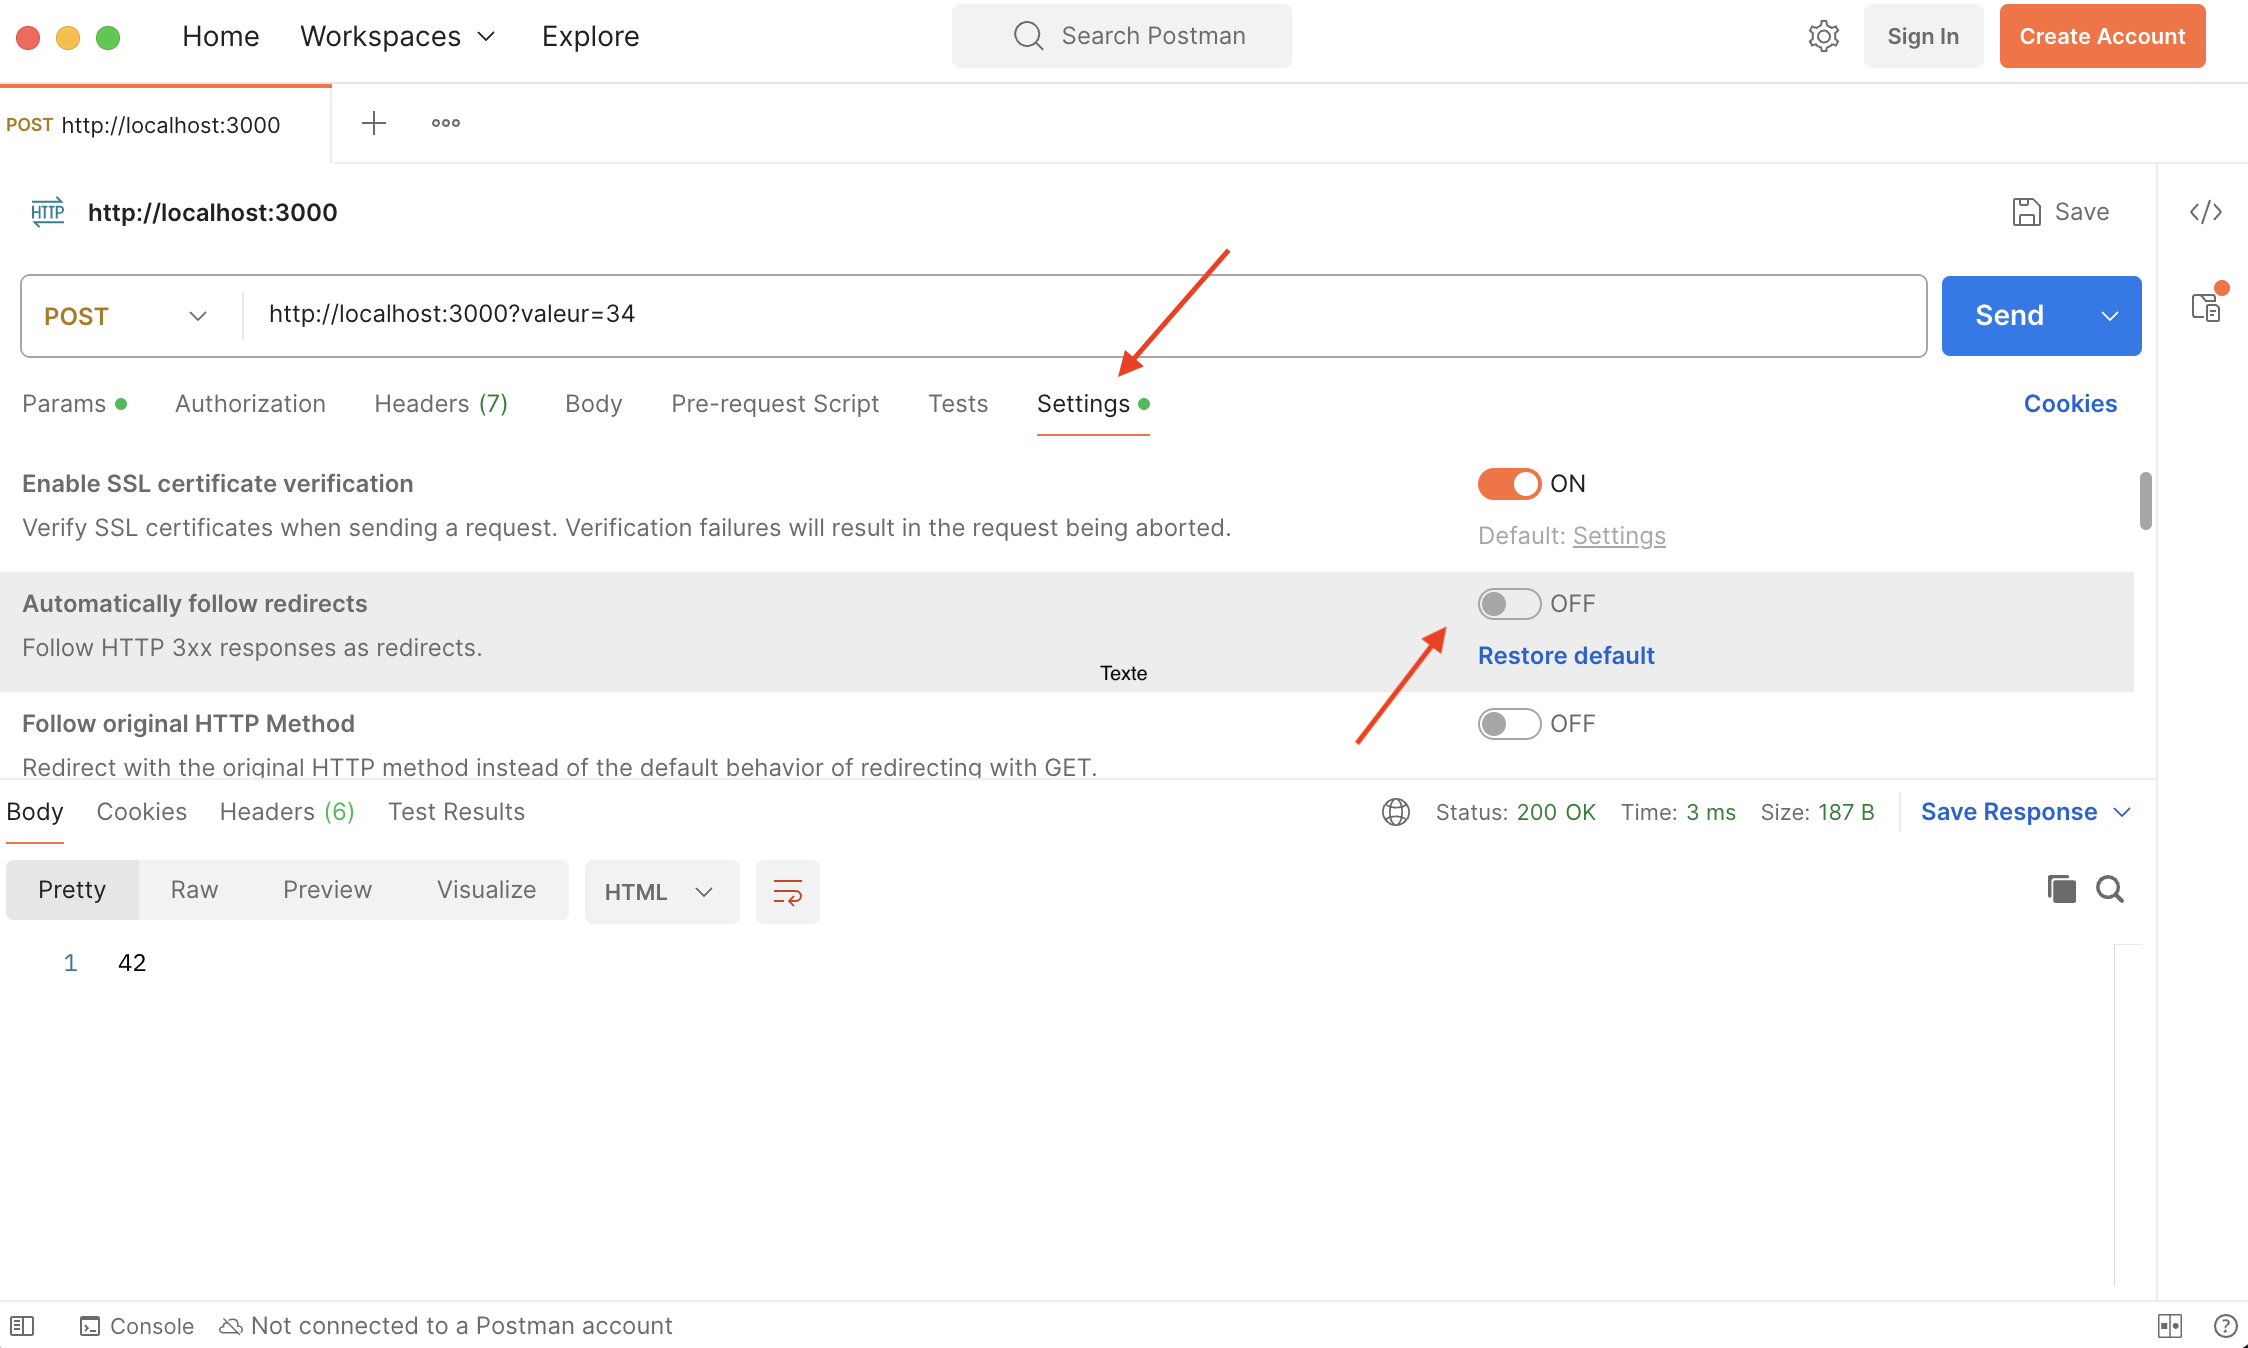 Home Workspaces Explore Search Postman Sign In Create Account
POST http://localhost:3000
HTTP http://localhost:3000 Save
POST http://localhost:3000?valeur=34 Send
Params Authorization Headers (7) Body Pre-request Script Tests Settings Cookies
Enable SSL certificate verification ON
Verify SSL certificates when sending a request. Verification failures will result in the request being aborted.
Default: Settings
Automatically follow redirects OFF
Follow HTTP 3xx responses as redirects.
Restore default
Texte
Follow original HTTP Method OFF
Redirect with the original HTTP method instead of the default behavior of redirecting with GET.
Body Cookies Headers (6) Test Results Status: 200 OK Time: 3 ms Size: 187 B Save Response
Pretty Raw Preview Visualize HTML
1 42
Console Not connected to a Postman account